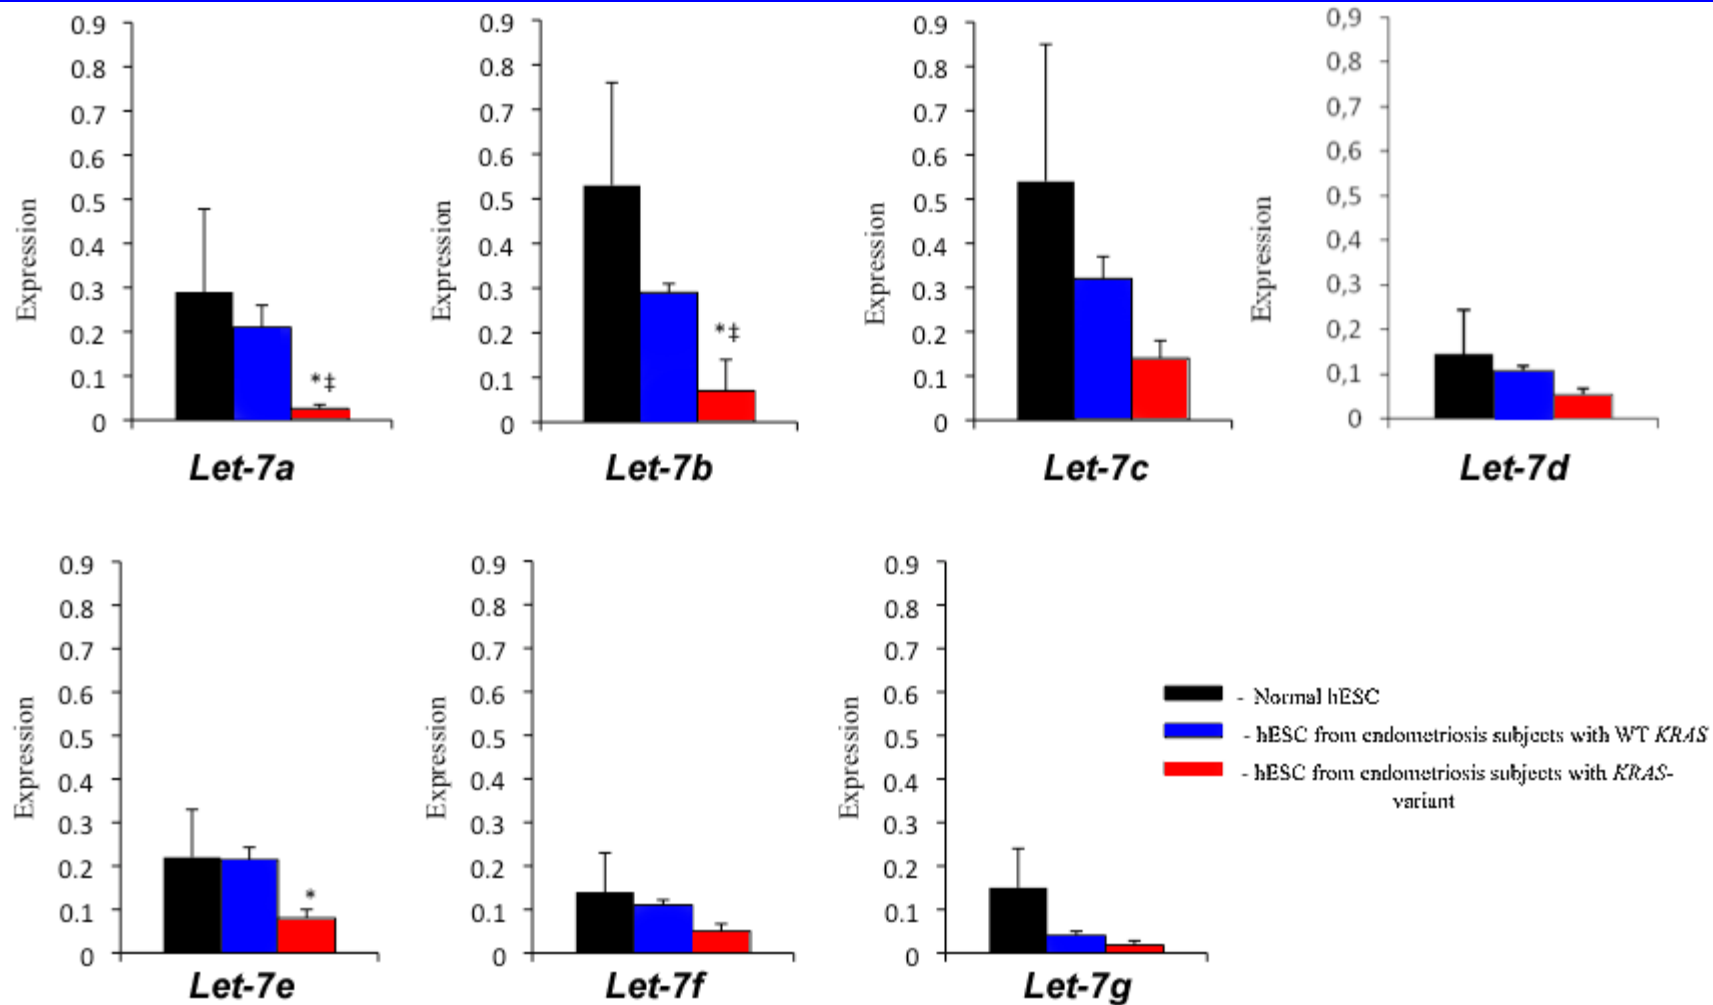 0.9 0.9 0.9 0,9
0.8 0.8 0.8 0,8
0.7 0.7 0.7 0,7
0.6 0.6 0.6 0,6
0.5 0.5 0.5 0,5
0.4 0.4 0.4 0,4
0.3 0.3 0.3 0,3
0.2 0.2 0.2 0,2
0.1 0.1 0.1 0,1
0 0 0 0
Expression Expression Expression Expression
*‡ *‡
Let-7a Let-7b Let-7c Let-7d
0.9 0.9 0.9
0.8 0.8 0.8
0.7 0.7 0.7
0.6 0.6 0.6
0.5 0.5 0.5
0.4 0.4 0.4
0.3 0.3 0.3
0.2 0.2 0.2
0.1 0.1 0.1
0 0 0
Expression Expression Expression
*
Let-7e Let-7f Let-7g
- Normal hESC
- hESC from endometriosis subjects with WT KRAS
- hESC from endometriosis subjects with KRAS-
variant